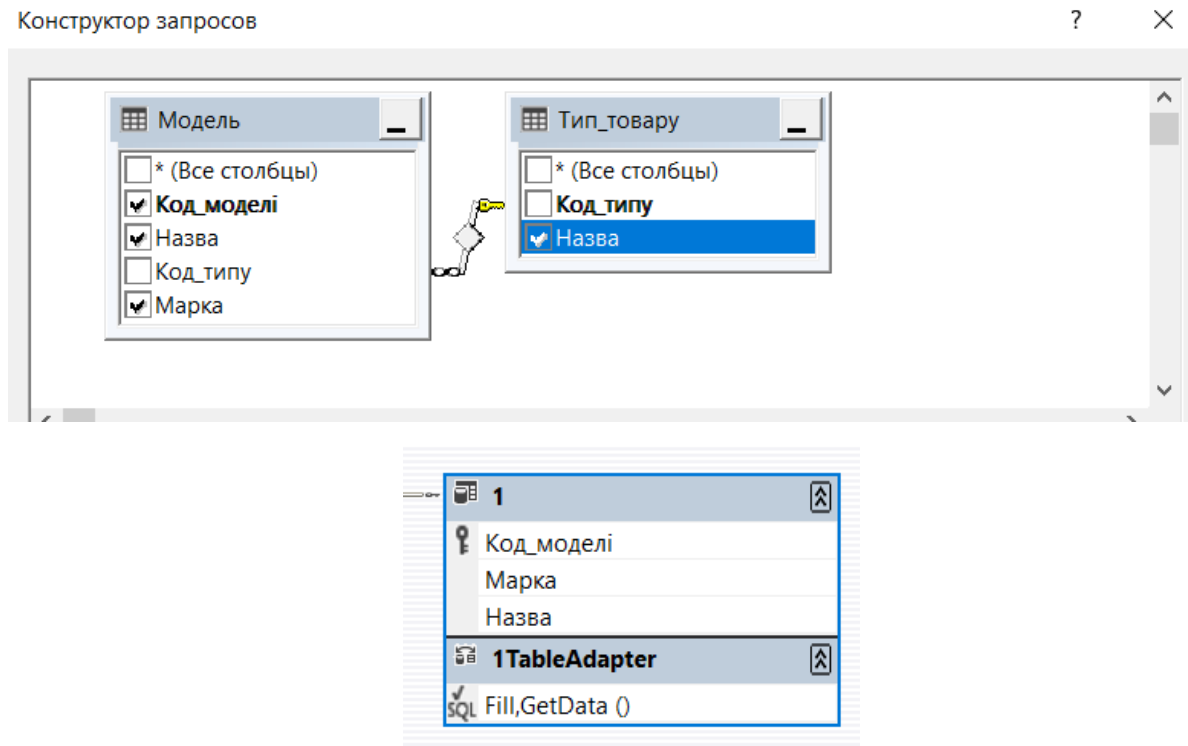 Конструктор запросов ? ×
Модель
* (Все столбцы)
Код_моделі
Назва
Код_типу
Марка
Тип_товару
* (Все столбцы)
Код_типу
Назва
1
Код_моделі
Марка
Назва
1TableAdapter
SQL Fill,GetData ()